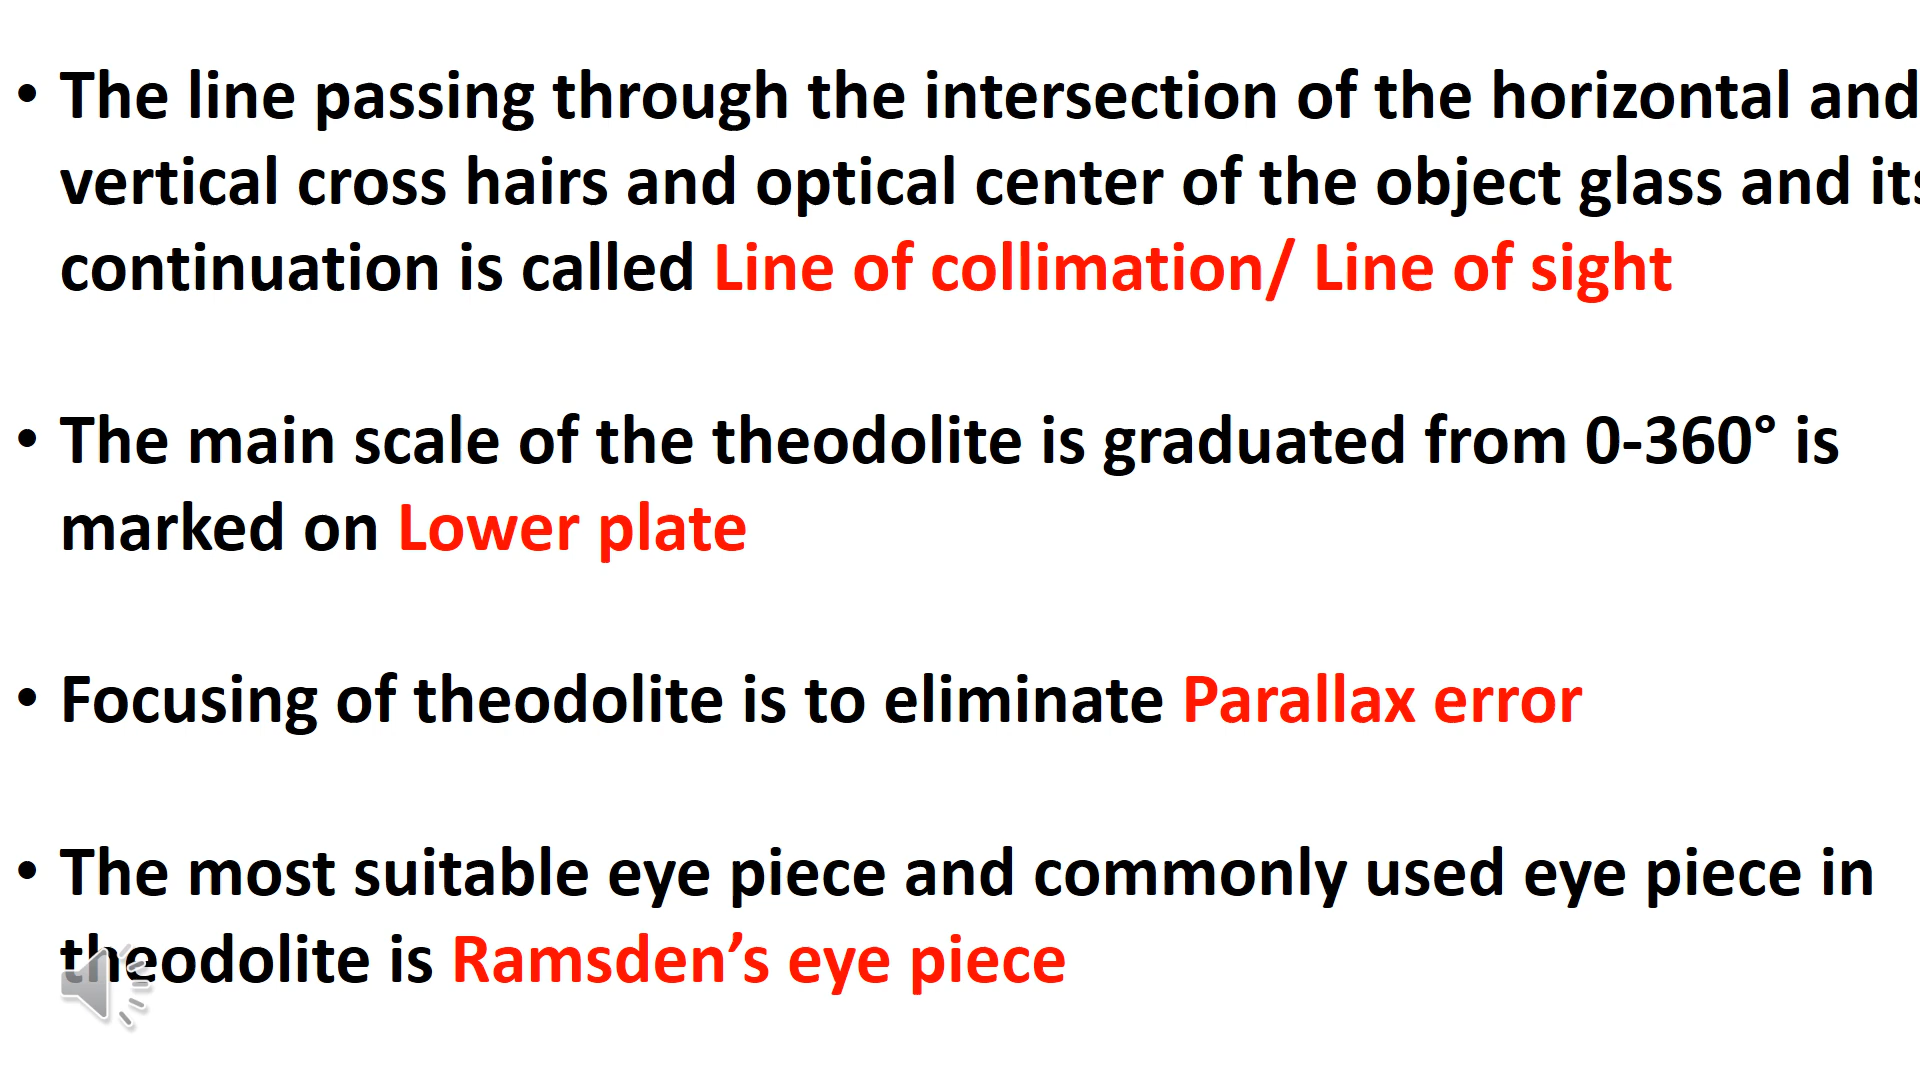 • The line passing through the intersection of the horizontal and
vertical cross hairs and optical center of the object glass and its
continuation is called Line of collimation/ Line of sight
• The main scale of the theodolite is graduated from 0-360° is
marked on Lower plate
• Focusing of theodolite is to eliminate Parallax error
• The most suitable eye piece and commonly used eye piece in
theodolite is Ramsden’s eye piece